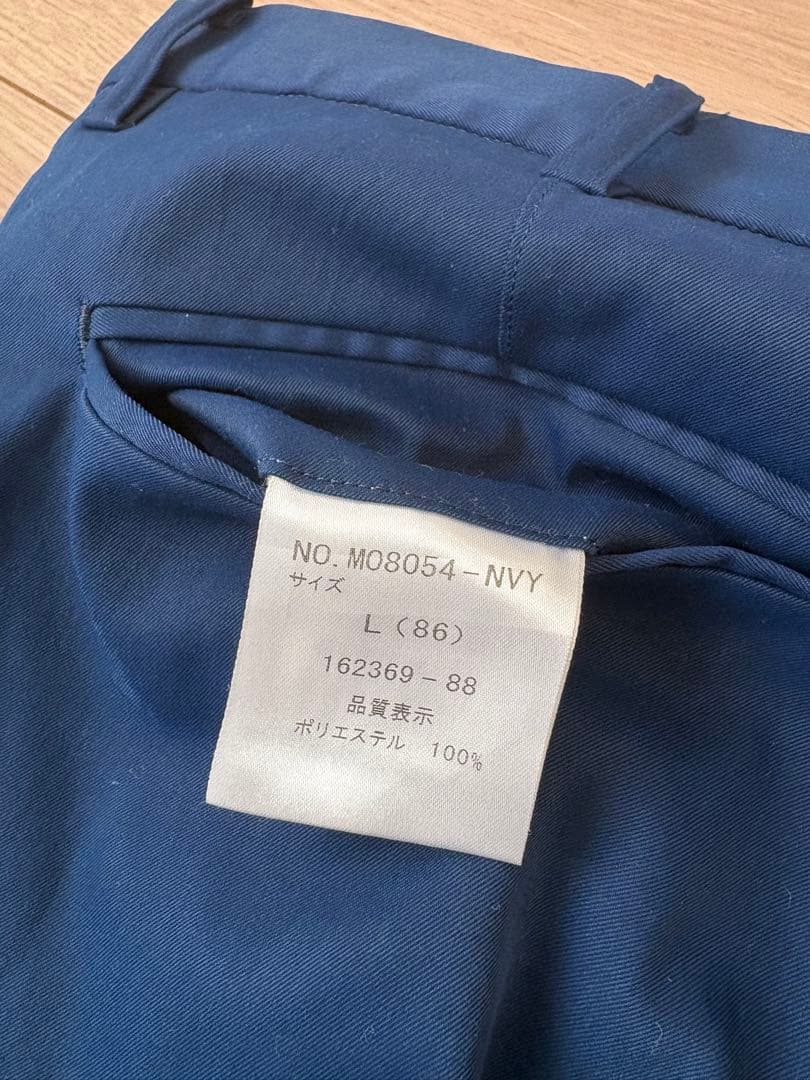 NO.M08054-NVY
サイズ
L(86)
162369-88
品質表示
ポリエステル 100%